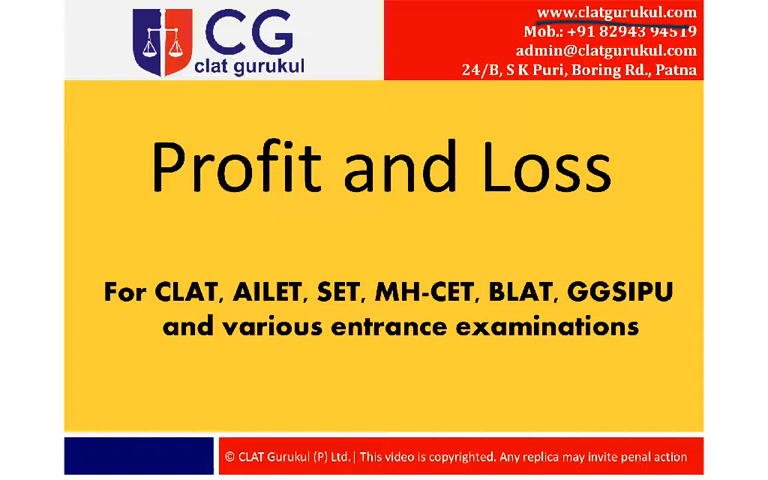 CG
clat gurukul
www.clatgurukul.com
Mob.: +91 82943 94519
admin@clatgurukul.com
24/B, S K Puri, Boring Rd., Patna
Profit and Loss
For CLAT, AILET, SET, MH-CET, BLAT, GGSIPU
and various entrance examinations
© CLAT Gurukul (P) Ltd.| This video is copyrighted. Any replica may invite penal action